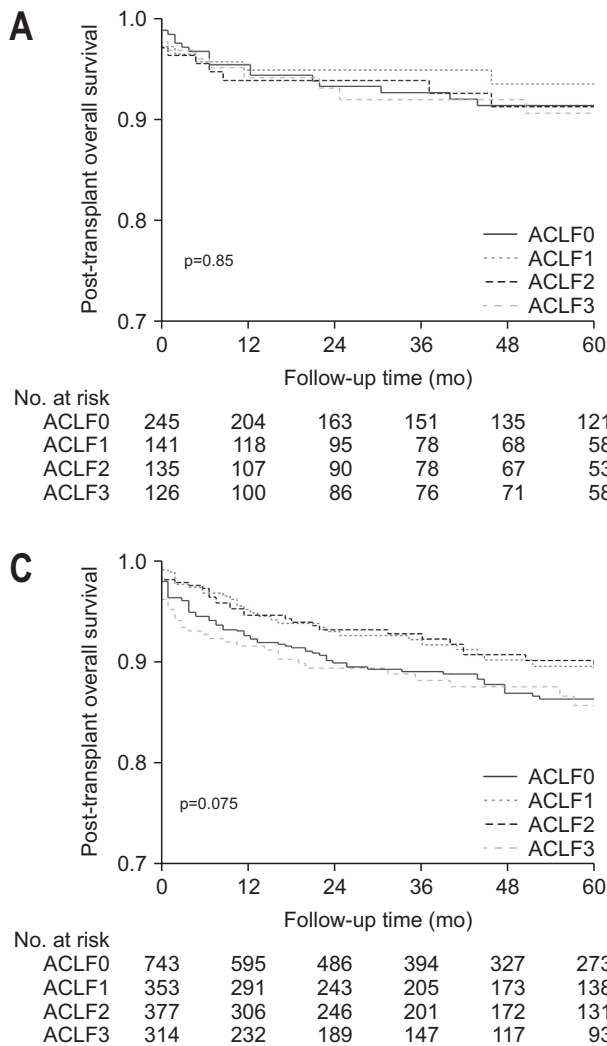 A
Post-transplant overall survival
1.0
0.9
0.8
0.7
p=0.85
ACLF0
ACLF1
ACLF2
ACLF3
0 12 24 36 48 60
Follow-up time (mo)
No. at risk
ACLF0 245 204 163 151 135 121
ACLF1 141 118 95 78 68 58
ACLF2 135 107 90 78 67 53
ACLF3 126 100 86 76 71 58
C
Post-transplant overall survival
1.0
0.9
0.8
0.7
p=0.075
ACLF0
ACLF1
ACLF2
ACLF3
0 12 24 36 48 60
Follow-up time (mo)
No. at risk
ACLF0 743 595 486 394 327 273
ACLF1 353 291 243 205 173 138
ACLF2 377 306 246 201 172 131
ACLF3 314 232 189 147 117 93